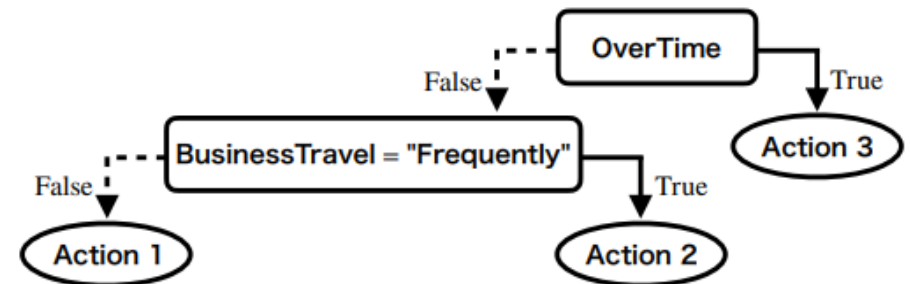 OverTime
False
True
BusinessTravel = "Frequently"
Action 3
False
True
Action 1
Action 2